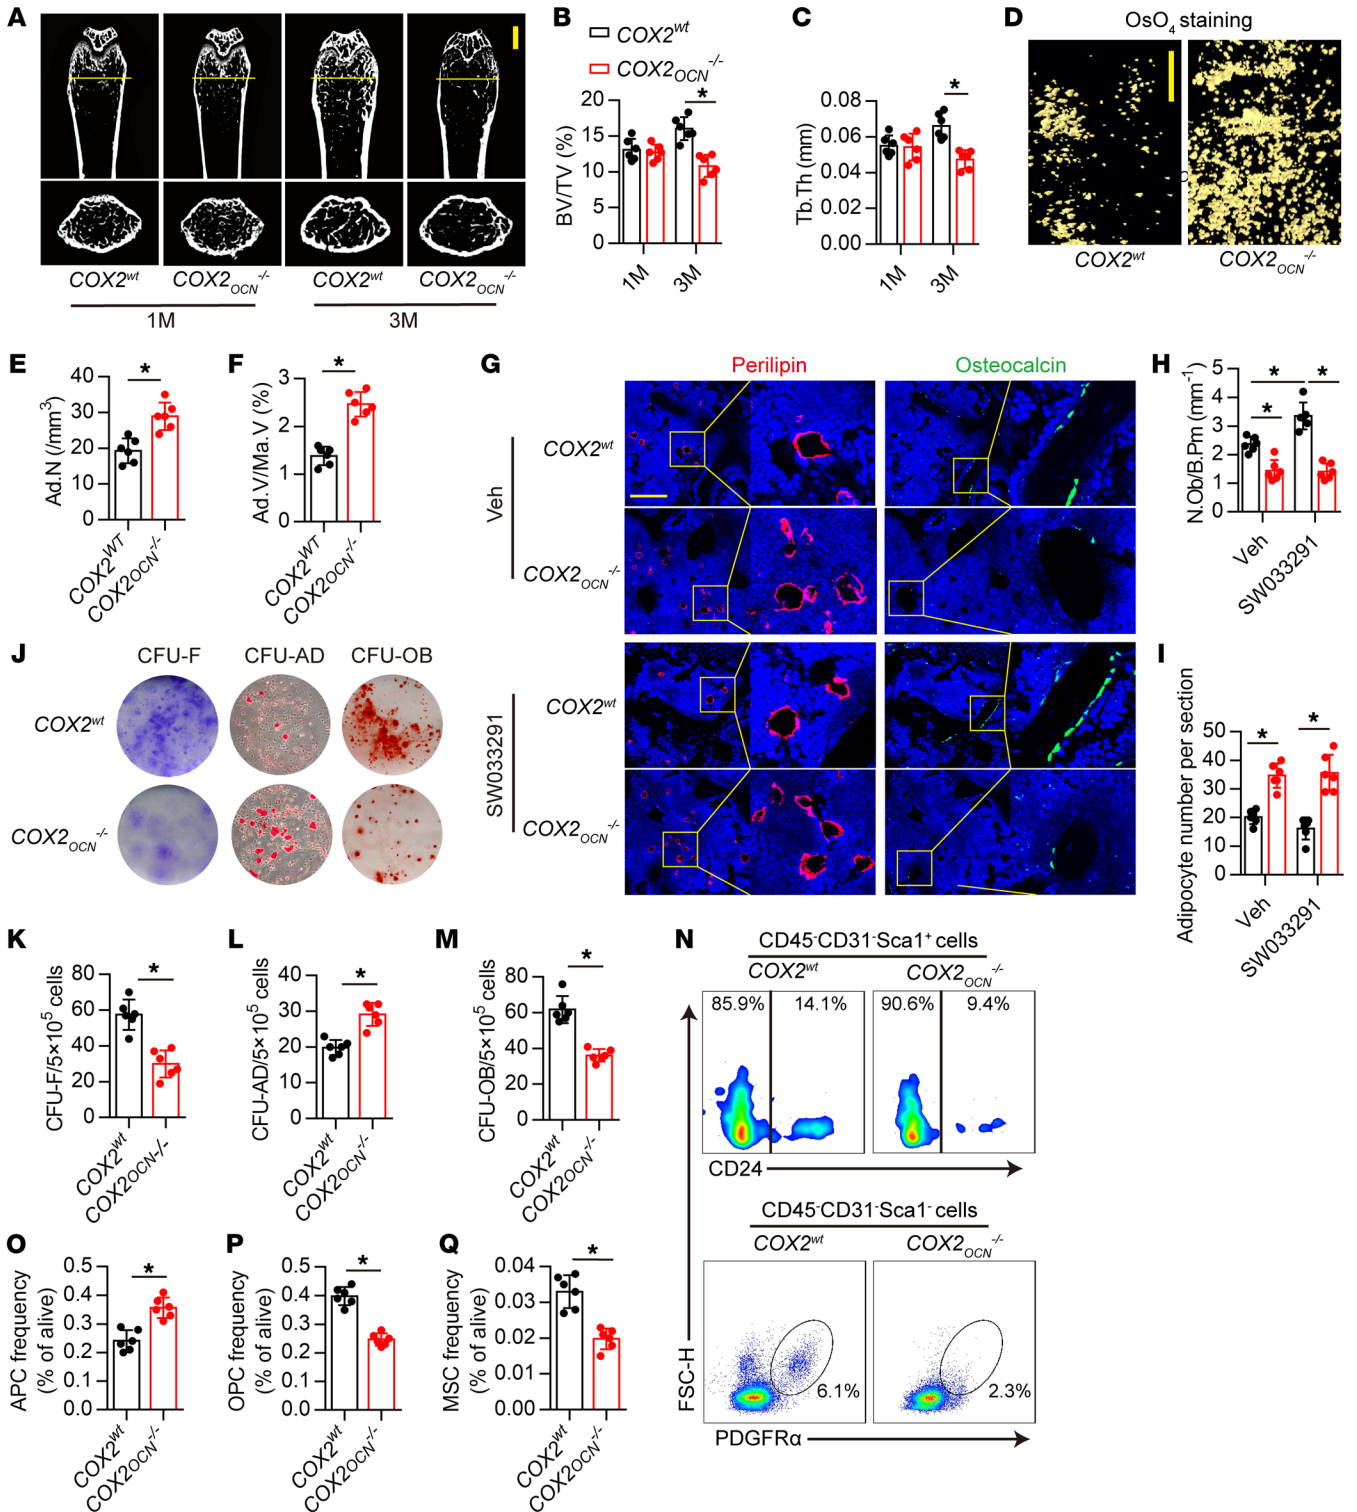 A
COX2wt
COX2OCN-/-
COX2wt
COX2OCN-/-
1M
3M
B
COX2wt
COX2OCN-/-
BV/TV (%)
20
15
10
5
0
*
1M
3M
C
Tb.Th (mm)
0.08
0.06
0.04
0.02
0.00
*
1M
3M
D
OsO4 staining
COX2wt
COX2OCN-/-
E
Ad.N (/mm3)
40
30
20
10
0
*
COX2WT
COX2OCN-/-
F
Ad.V/Ma.V (%)
3
2
1
0
*
COX2WT
COX2OCN-/-
G
Perilipin
Osteocalcin
Veh
COX2wt
COX2OCN-/-
SW033291
COX2wt
COX2OCN-/-
H
N.Ob/B.Pm (mm-1)
5
4
3
2
1
0
*
*
*
Veh
SW033291
I
Adipocyte number per section
50
40
30
20
10
0
*
*
Veh
SW033291
J
CFU-F
CFU-AD
CFU-OB
COX2wt
COX2OCN-/-
K
CFU-F/5×105 cells
80
60
40
20
0
*
COX2wt
COX2OCN-/-
L
CFU-AD/5×105 cells
40
30
20
10
0
*
COX2wt
COX2OCN-/-
M
CFU-OB/5×105 cells
80
60
40
20
0
*
COX2wt
COX2OCN-/-
N
CD45-CD31-Sca1+ cells
COX2wt
COX2OCN-/-
85.9%
14.1%
90.6%
9.4%
CD24
CD45-CD31-Sca1- cells
COX2wt
COX2OCN-/-
6.1%
2.3%
FSC-H
PDGFRα
O
APC frequency
(% of alive)
0.5
0.4
0.3
0.2
0.1
0
*
COX2wt
COX2OCN-/-
P
OPC frequency
(% of alive)
0.5
0.4
0.3
0.2
0.1
0.0
*
COX2wt
COX2OCN-/-
Q
MSC frequency
(% of alive)
0.04
0.03
0.02
0.01
0.00
*
COX2wt
COX2OCN-/-